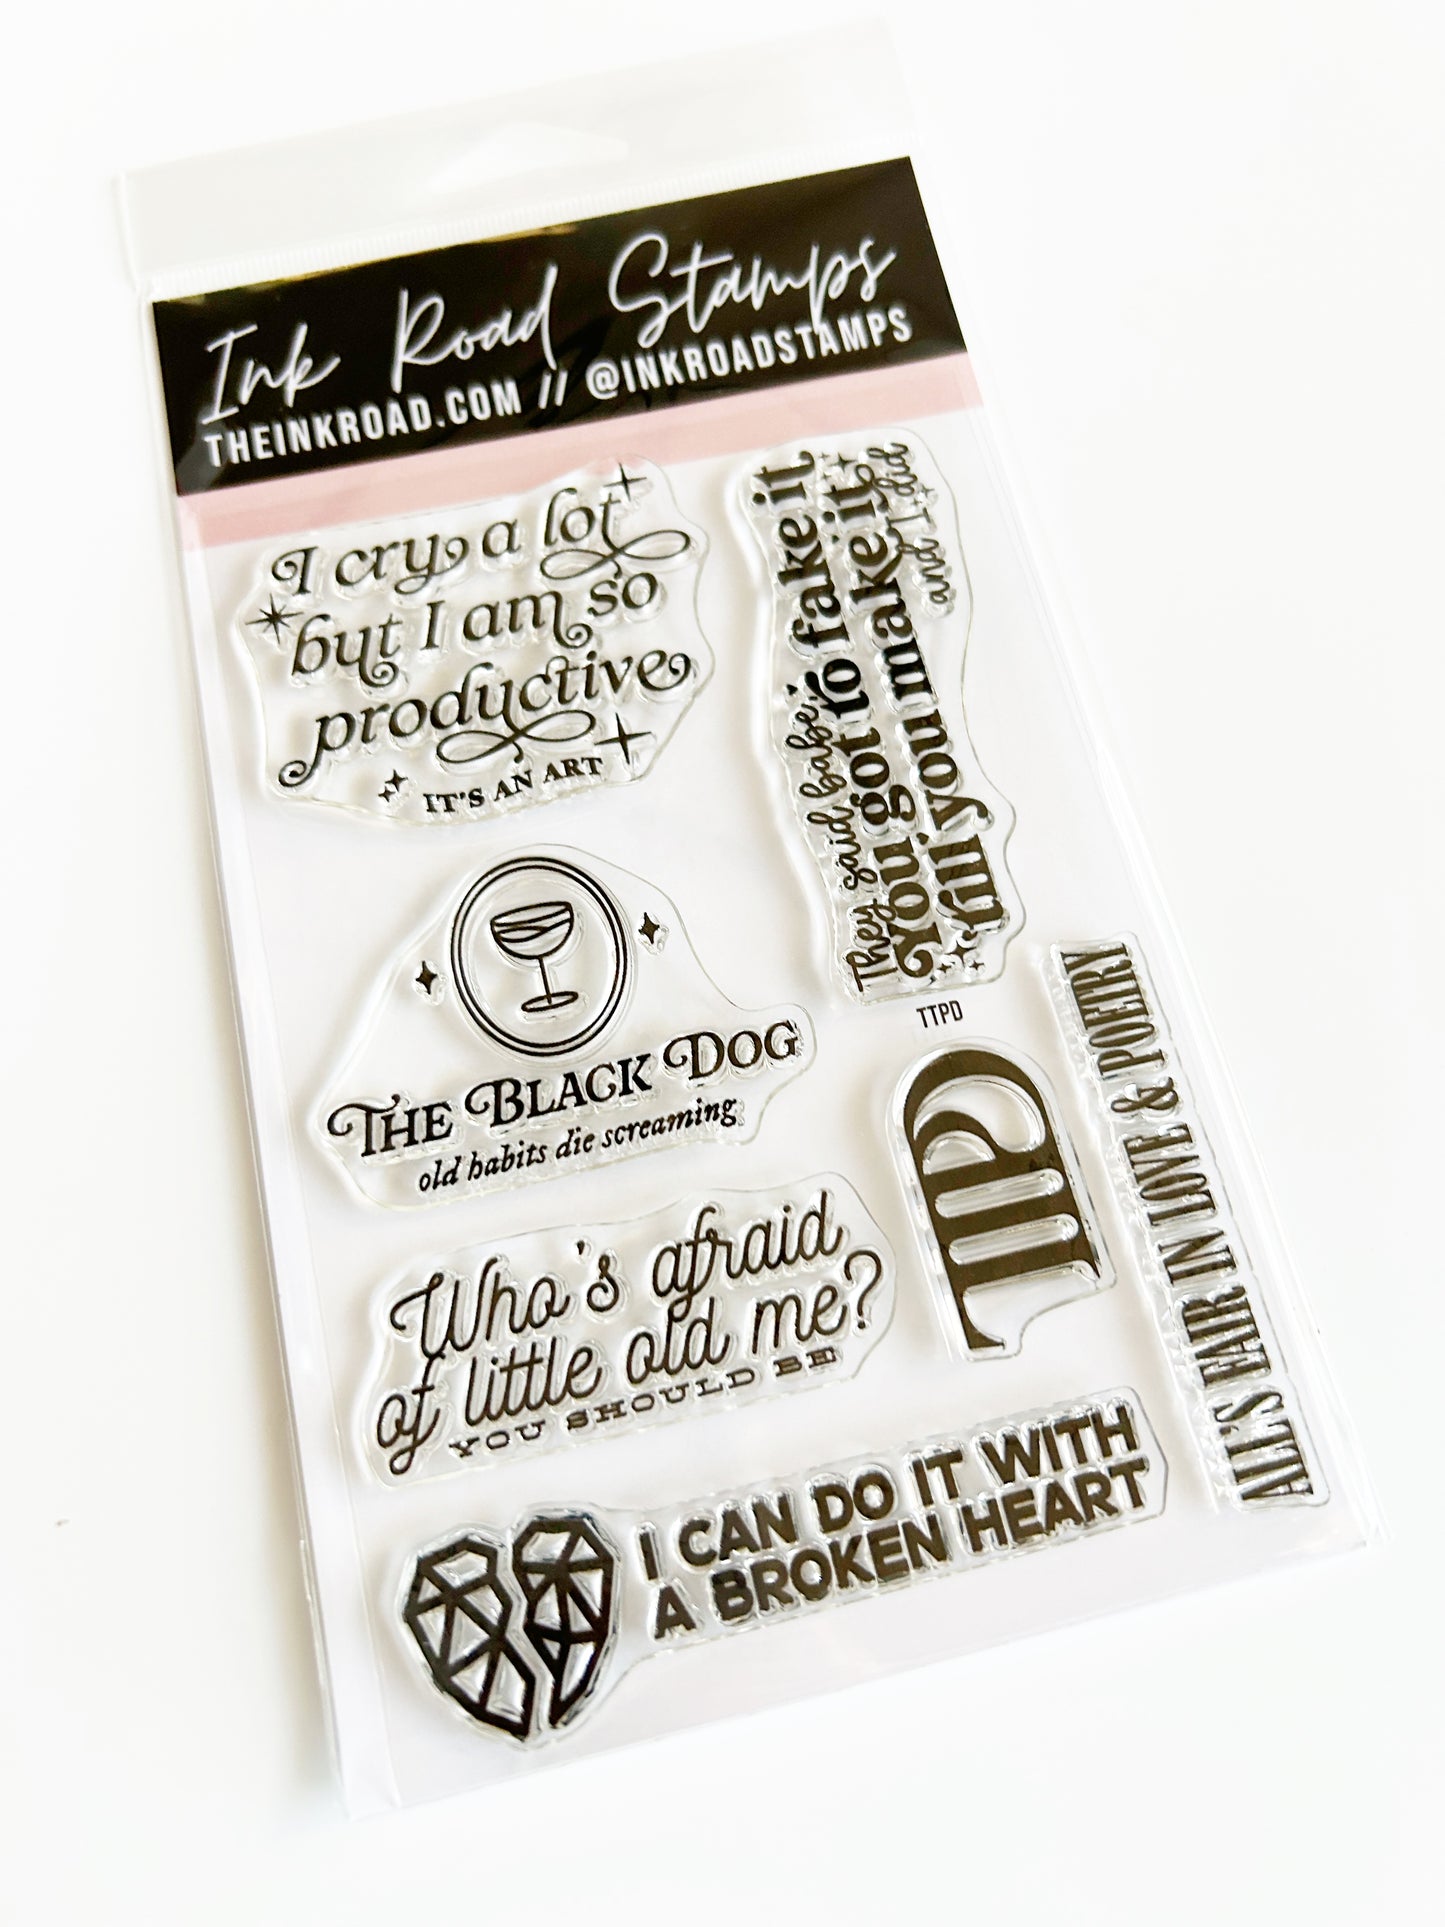 Ink Road Stamps
THEINKROAD.COM // @INKROADSTAMPS
I cry a lot
but I am so
productive
IT'S AN ART
They said babe,
you got to fake it
till you make it
and I did
THE BLACK DOG
old habits die screaming
TTPD
ALL'S FAIR IN LOVE & POETRY
Who's afraid
of little old me?
YOU SHOULD BE
I CAN DO IT WITH
A BROKEN HEART